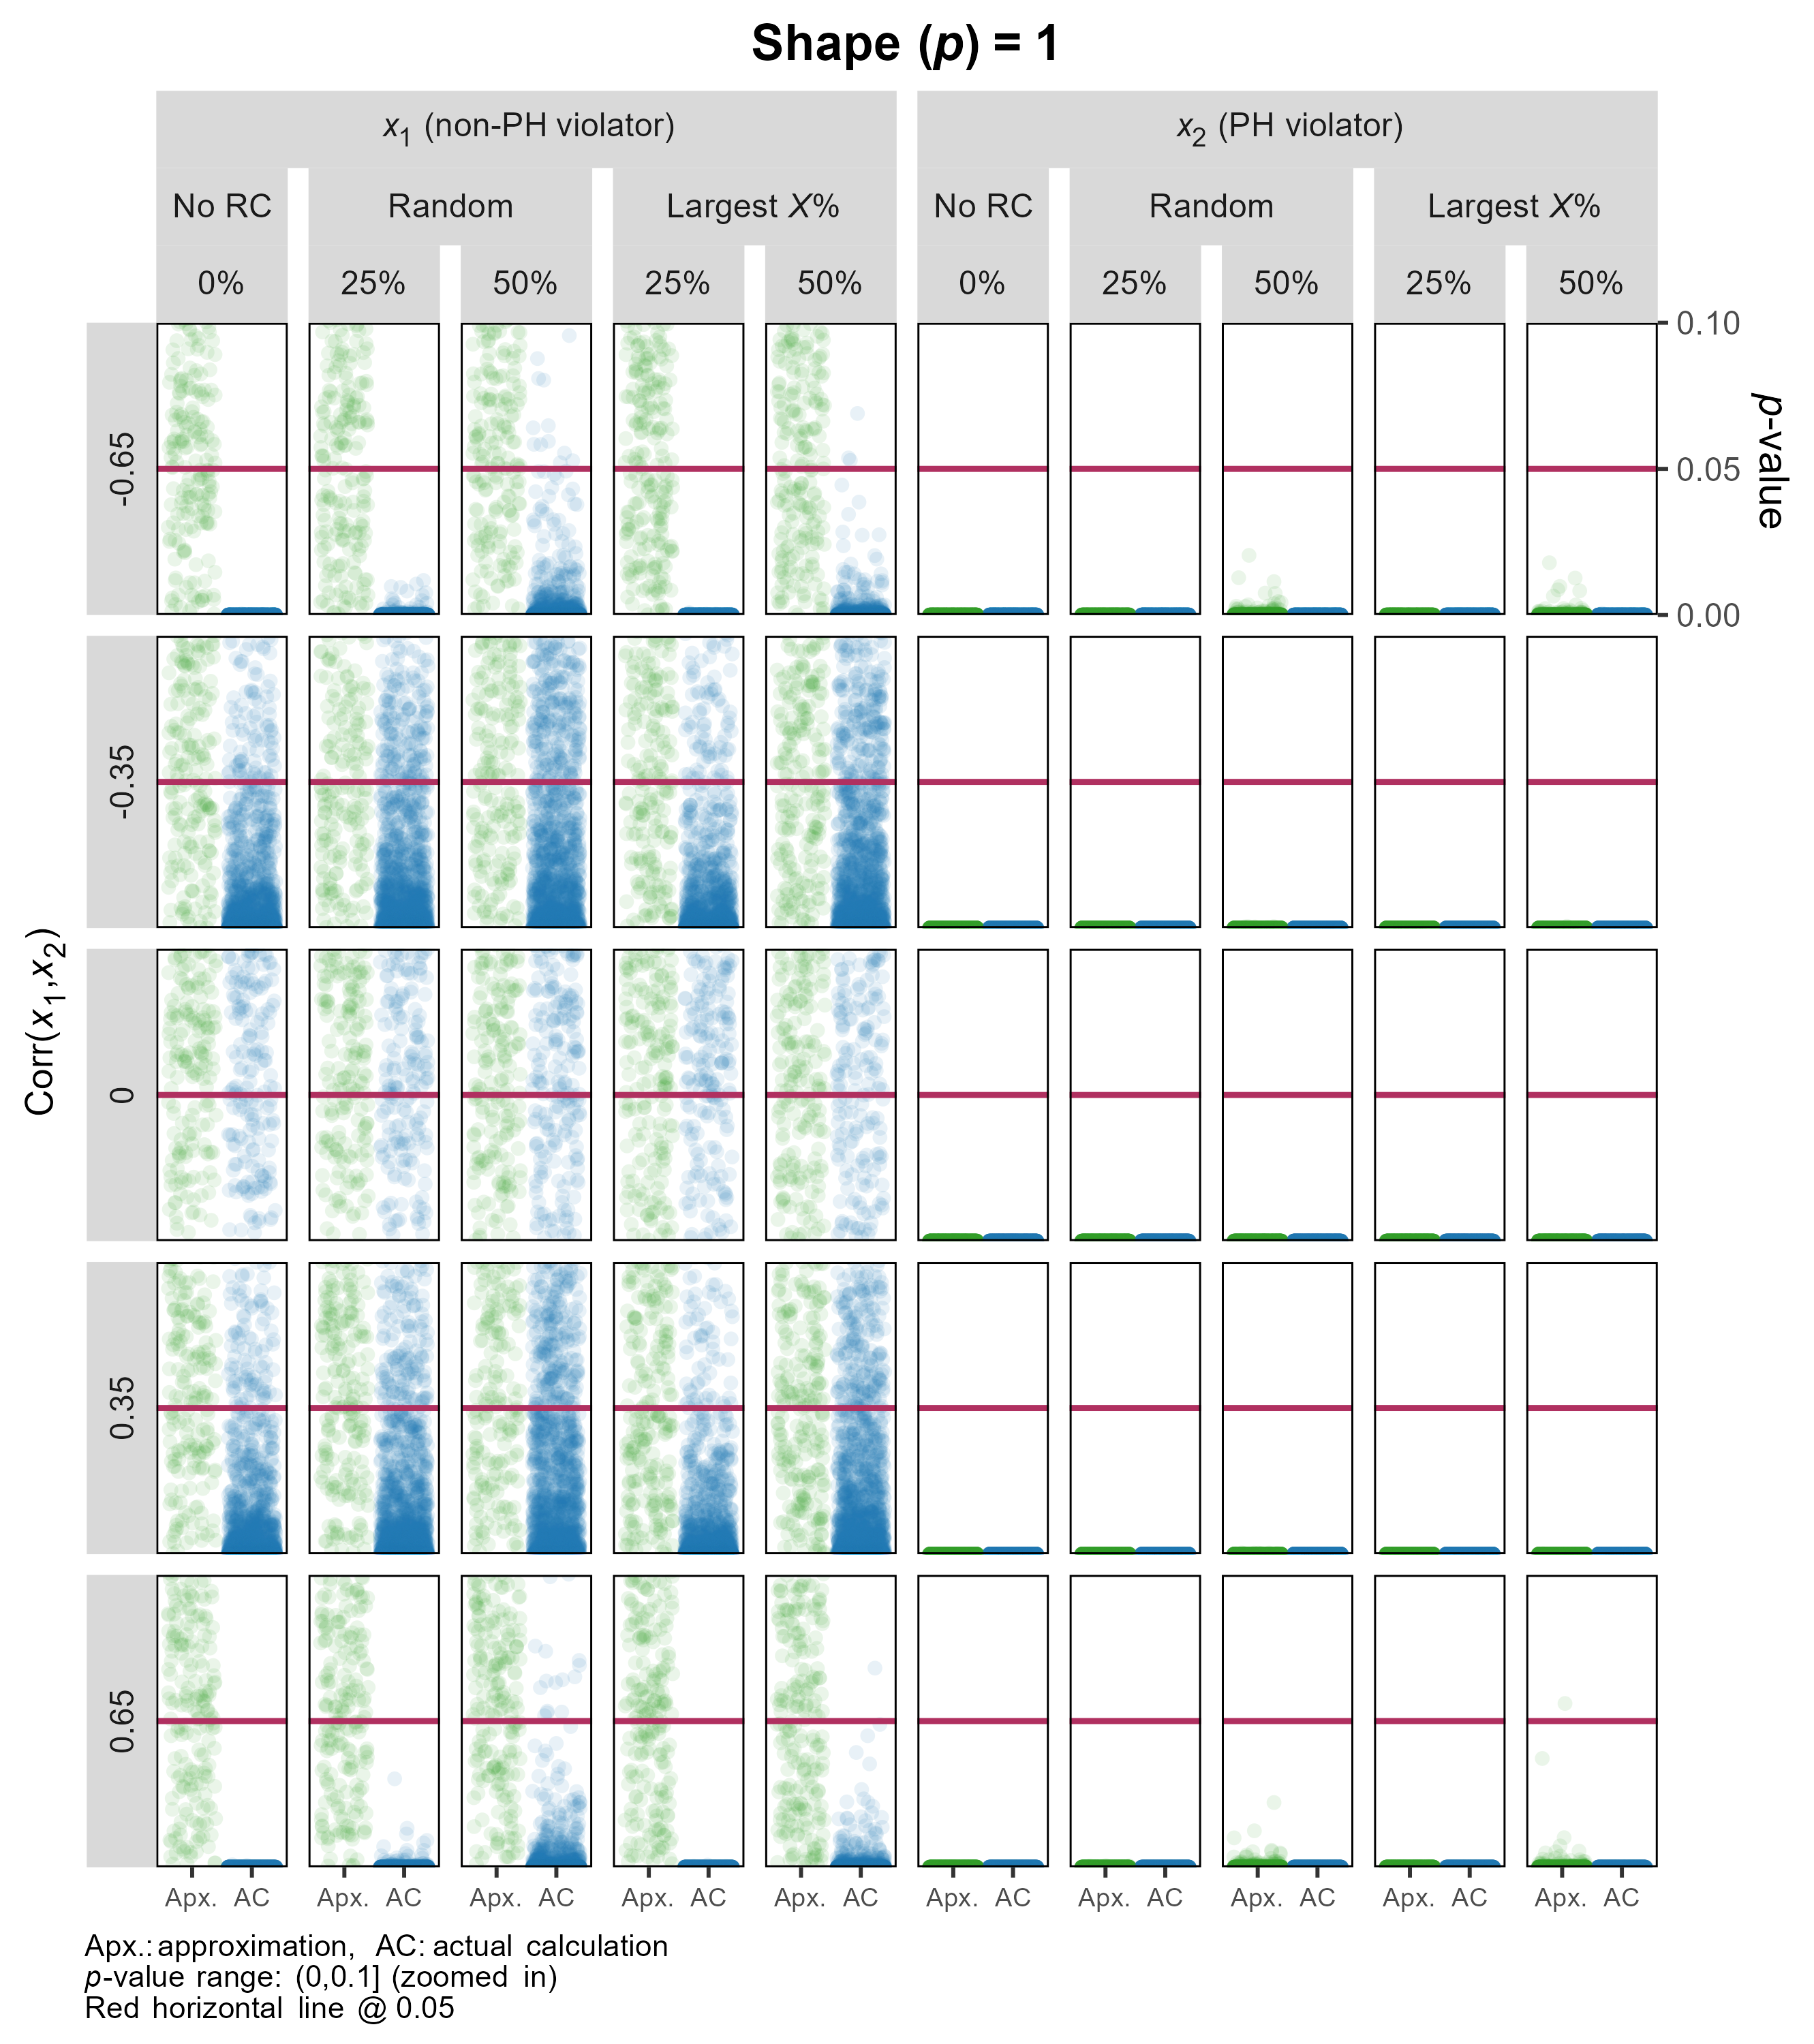 Shape (p) = 1
x1 (non-PH violator) x2 (PH violator)
No RC Random Largest X% No RC Random Largest X%
0% 25% 50% 25% 50% 0% 25% 50% 25% 50%
0.10
0.05
0.00
p-value
-0.65
-0.35
0
0.35
0.65
Corr(x1,x2)
Apx. AC Apx. AC Apx. AC Apx. AC Apx. AC Apx. AC Apx. AC Apx. AC Apx. AC Apx. AC
Apx.: approximation, AC: actual calculation
p-value range: (0,0.1] (zoomed in)
Red horizontal line @ 0.05